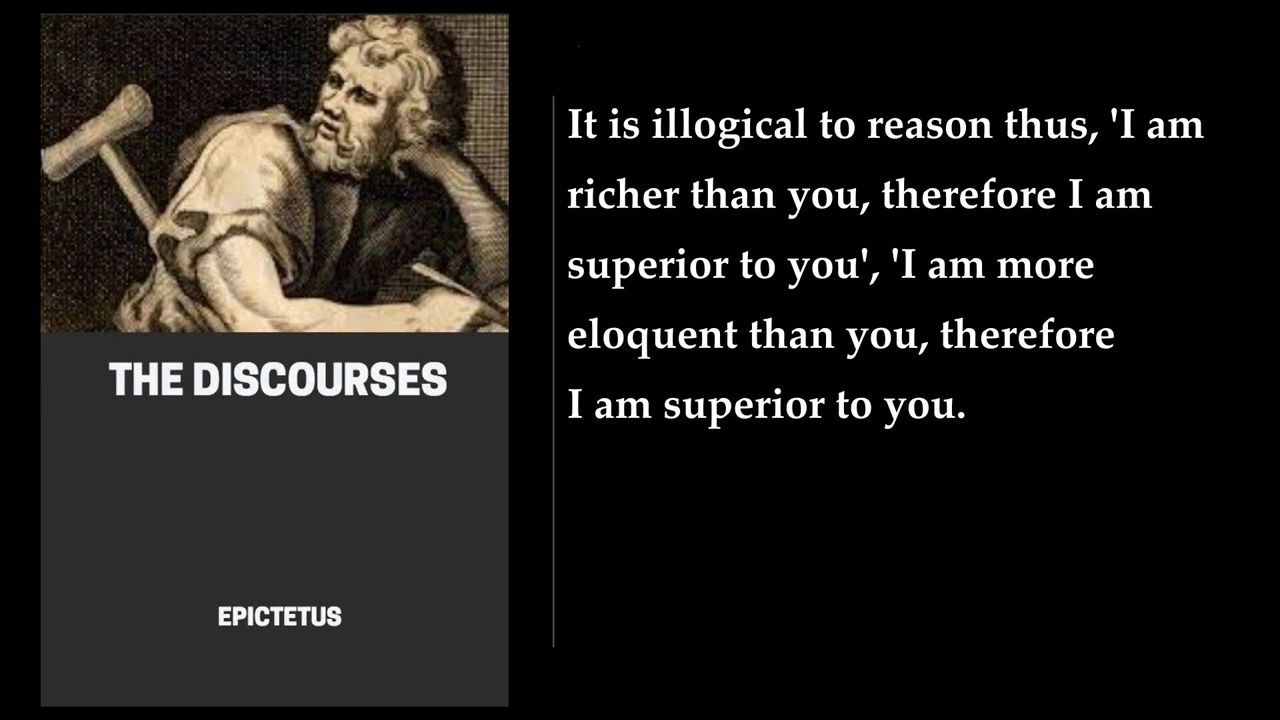 THE DISCOURSES
EPICTETUS
It is illogical to reason thus, 'I am
richer than you, therefore I am
superior to you', 'I am more
eloquent than you, therefore
I am superior to you.